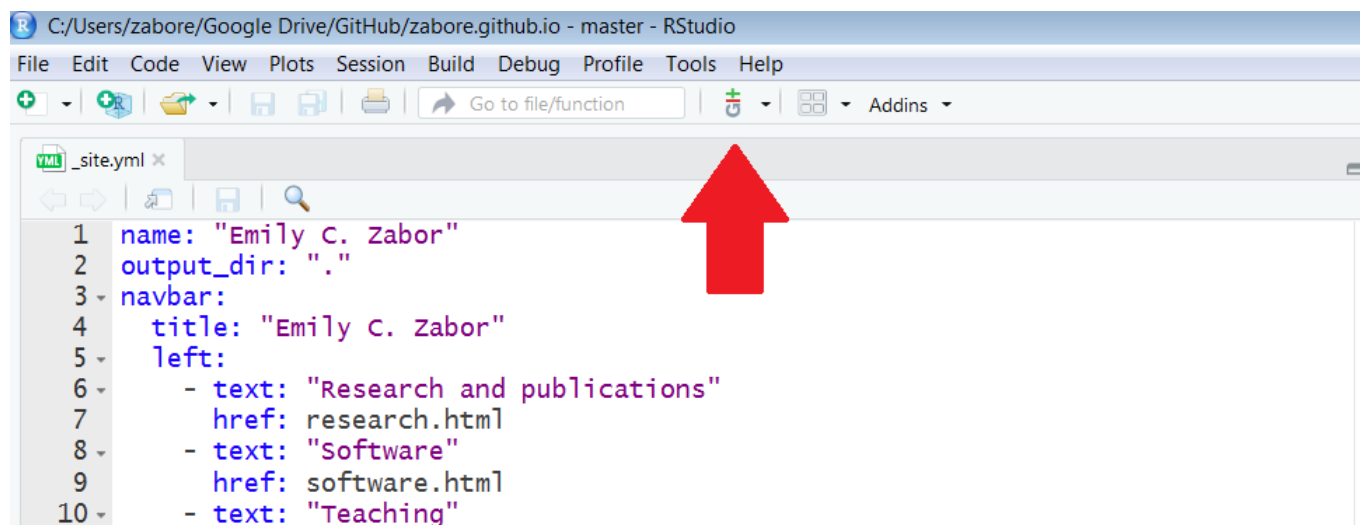 C:/Users/zabore/Google Drive/GitHub/zabore.github.io - master - RStudio
File Edit Code View Plots Session Build Debug Profile Tools Help
Go to file/function Addins
_site.yml
1 name: "Emily C. Zabor"
2 output_dir: "."
3 navbar:
4 title: "Emily C. Zabor"
5 left:
6 - text: "Research and publications"
7 href: research.html
8 - text: "Software"
9 href: software.html
10 - text: "Teaching"